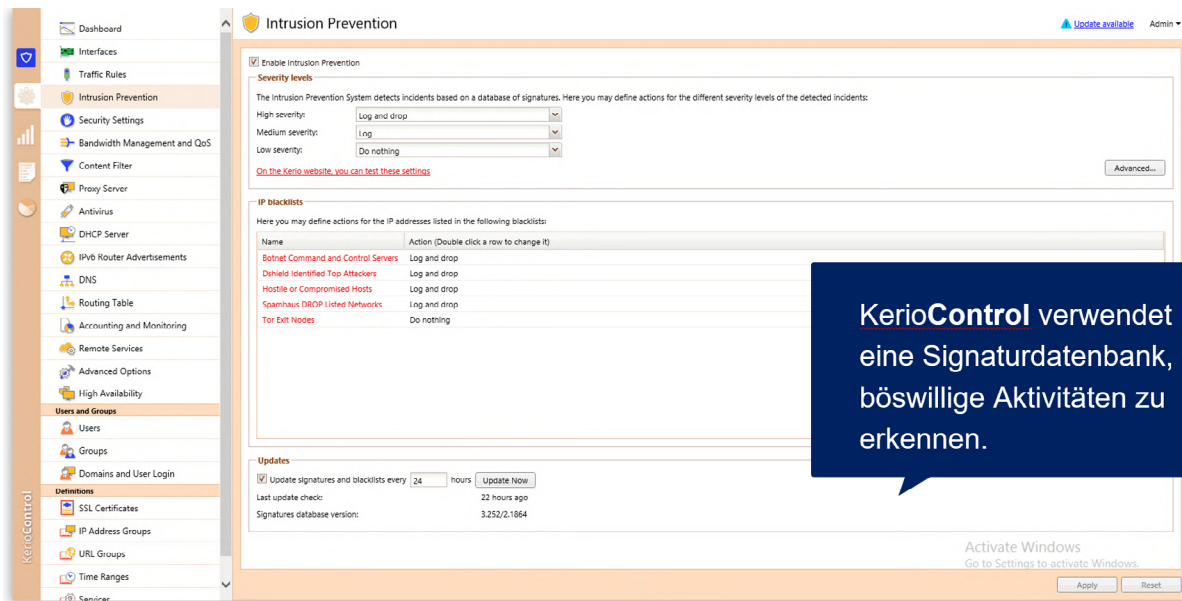 Dashboard
Interfaces
Traffic Rules
Intrusion Prevention
Security Settings
Bandwidth Management and QoS
Content Filter
Proxy Server
Antivirus
DHCP Server
IPv6 Router Advertisements
DNS
Routing Table
Accounting and Monitoring
Remote Services
Advanced Options
High Availability
Users and Groups
Users
Groups
Domains and User Login
Definitions
SSL Certificates
IP Address Groups
URL Groups
Time Ranges
Services
KerioControl
Intrusion Prevention
Update available Admin
Enable Intrusion Prevention
Severity levels
The Intrusion Prevention System detects incidents based on a database of signatures. Here you may define actions for the different severity levels of the detected incidents:
High severity: Log and drop
Medium severity: Log
Low severity: Do nothing
On the Kerio website, you can test these settings
Advanced...
IP blacklists
Here you may define actions for the IP addresses listed in the following blacklists:
Name Action (Double click a row to change it)
Botnet Command and Control Servers Log and drop
Dshield Identified Top Attackers Log and drop
Hostile or Compromised Hosts Log and drop
Spamhaus DROP Listed Networks Log and drop
Tor Exit Nodes Do nothing
KerioControl verwendet
eine Signaturdatenbank,
böswillige Aktivitäten zu
erkennen.
Updates
Update signatures and blacklists every 24 hours Update Now
Last update check: 22 hours ago
Signatures database version: 3.252/2.1864
Activate Windows
Go to Settings to activate Windows.
Apply Reset